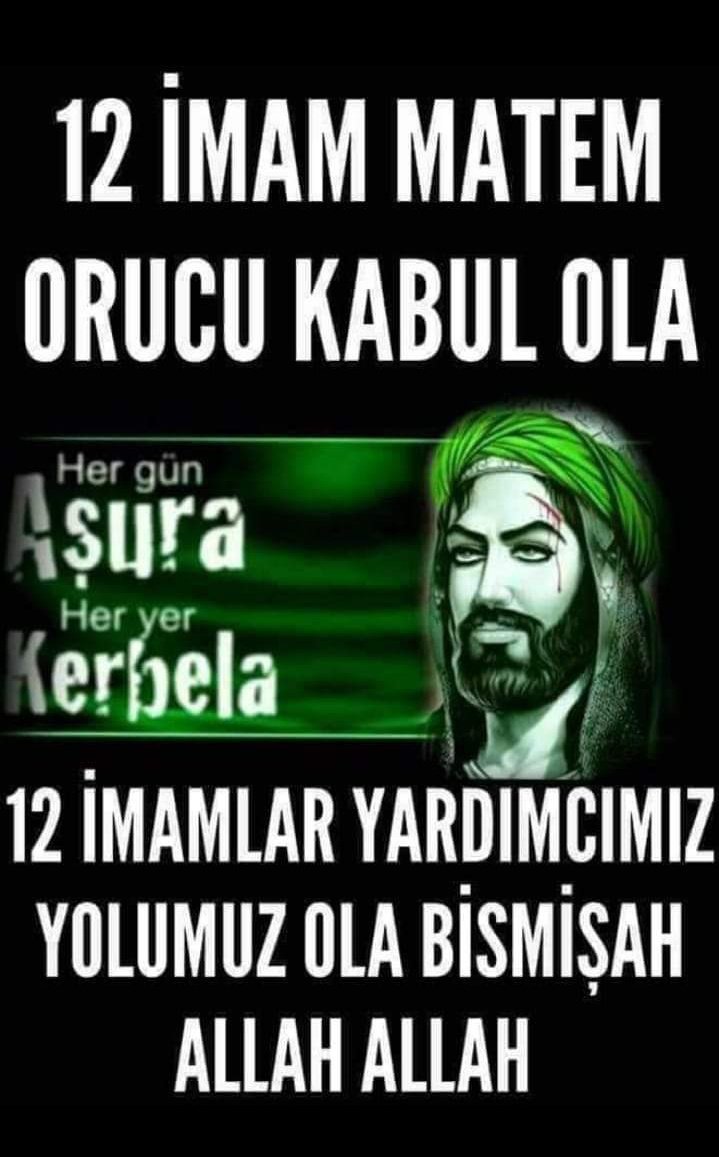 12 İMAM MATEM
ORUCU KABUL OLA
Her gün
Aşura
Her yer
Kerbela
12 İMAMLAR YARDIMCIMIZ
YOLUMUZ OLA BİSMİŞAH
ALLAH ALLAH